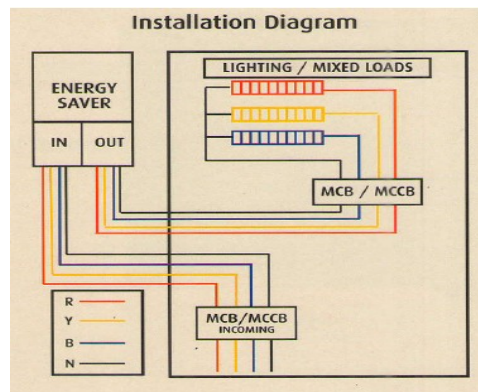 Installation Diagram
LIGHTING / MIXED LOADS
ENERGY
SAVER
IN
OUT
MCB / MCCB
MCB/MCCB
INCOMING
R
Y
B
N